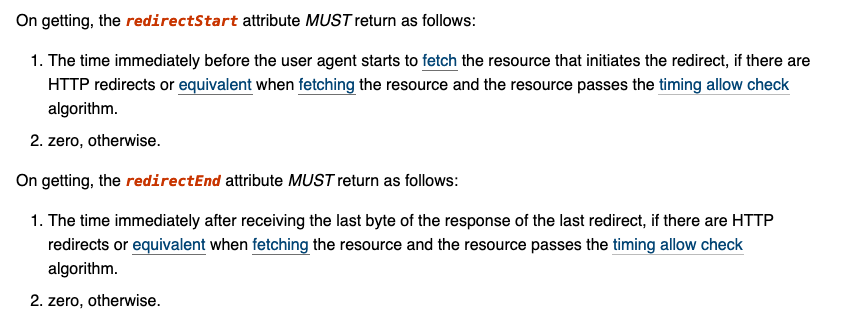 On getting, the redirectStart attribute MUST return as follows:
1. The time immediately before the user agent starts to fetch the resource that initiates the redirect, if there are
HTTP redirects or equivalent when fetching the resource and the resource passes the timing allow check
algorithm.
2. zero, otherwise.
On getting, the redirectEnd attribute MUST return as follows:
1. The time immediately after receiving the last byte of the response of the last redirect, if there are HTTP
redirects or equivalent when fetching the resource and the resource passes the timing allow check
algorithm.
2. zero, otherwise.